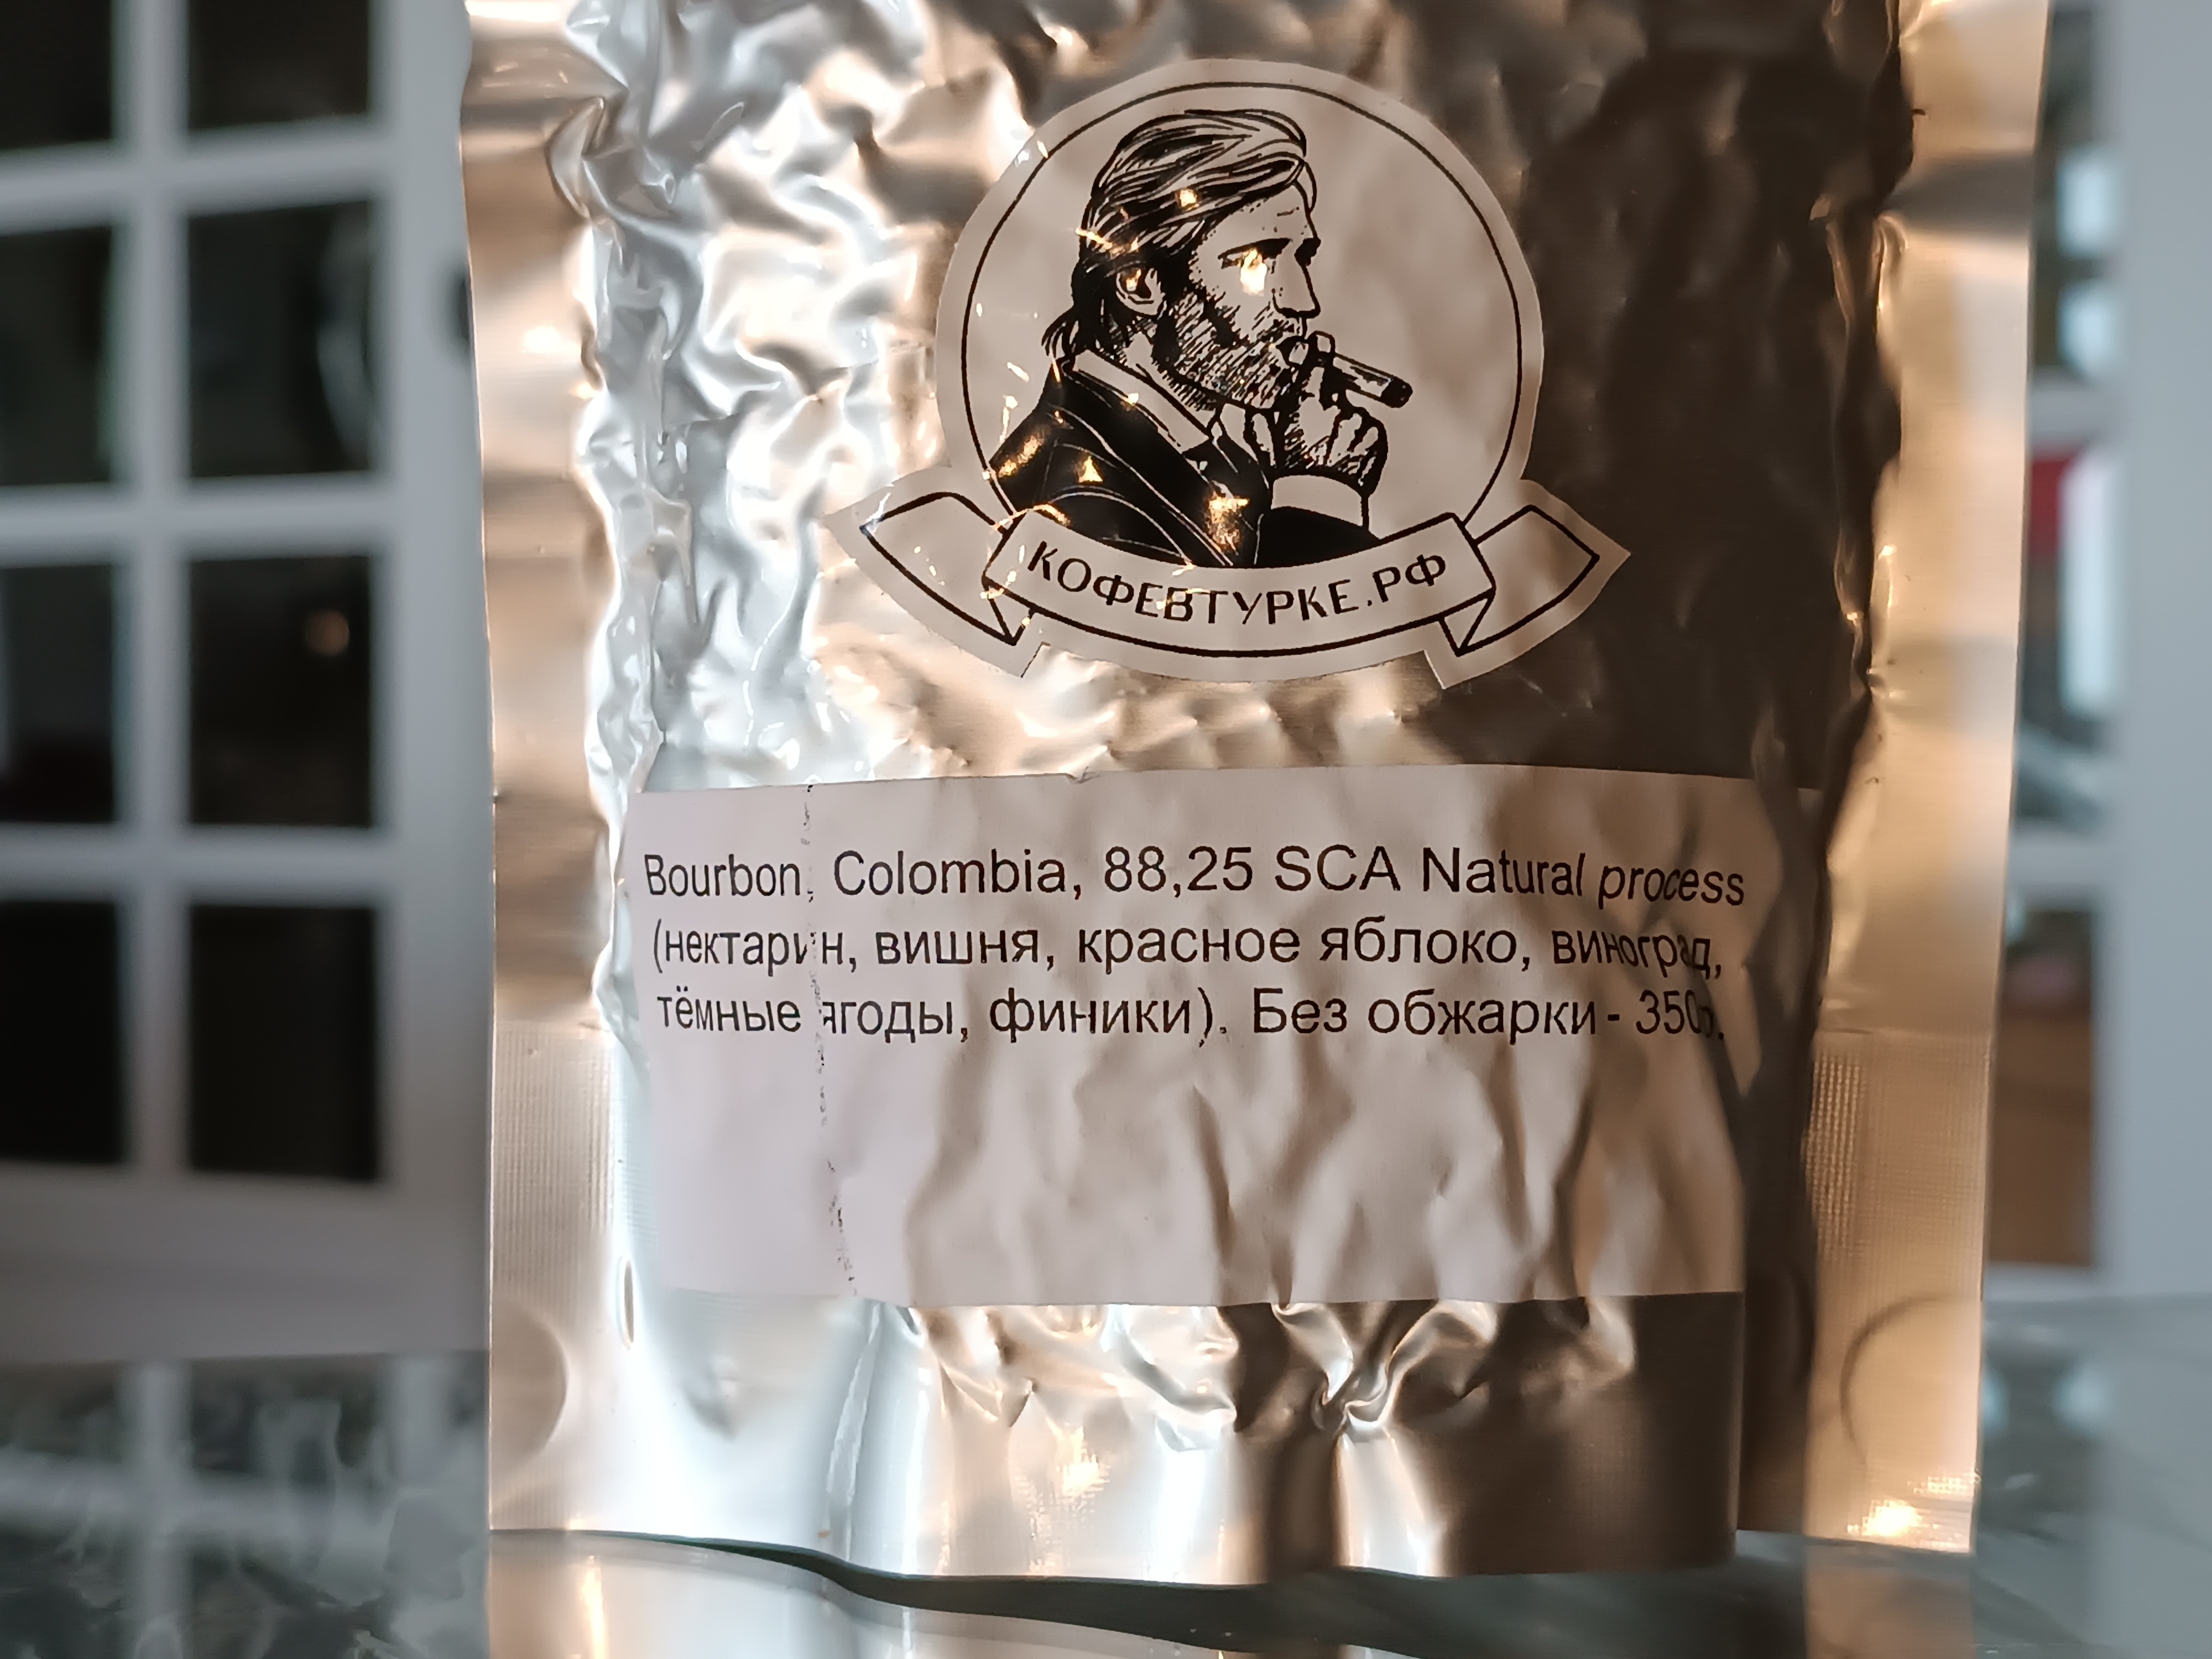 КОФЕВТУРКЕ.РФ
Bourbon, Colombia, 88,25 SCA Natural process
(нектарин, вишня, красное яблоко, виноград,
тёмные ягоды, финики). Без обжарки- 350г.